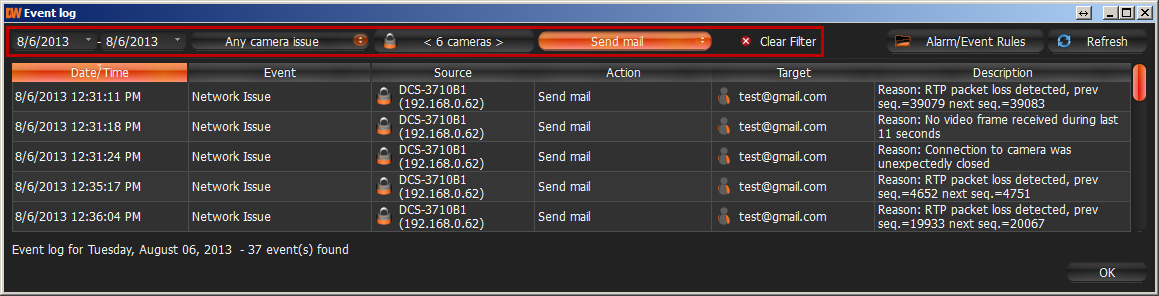 DW Event log
8/6/2013 - 8/6/2013 Any camera issue < 6 cameras > Send mail Clear Filter Alarm/Event Rules Refresh
Date/Time Event Source Action Target Description
8/6/2013 12:31:11 PM Network Issue DCS-3710B1 (192.168.0.62) Send mail test@gmail.com Reason: RTP packet loss detected, prev seq.=39079 next seq.=39083
8/6/2013 12:31:18 PM Network Issue DCS-3710B1 (192.168.0.62) Send mail test@gmail.com Reason: No video frame received during last 11 seconds
8/6/2013 12:31:24 PM Network Issue DCS-3710B1 (192.168.0.62) Send mail test@gmail.com Reason: Connection to camera was unexpectedly closed
8/6/2013 12:35:17 PM Network Issue DCS-3710B1 (192.168.0.62) Send mail test@gmail.com Reason: RTP packet loss detected, prev seq.=4652 next seq.=4751
8/6/2013 12:36:04 PM Network Issue DCS-3710B1 (192.168.0.62) Send mail test@gmail.com Reason: RTP packet loss detected, prev seq.=19933 next seq.=20067
Event log for Tuesday, August 06, 2013 - 37 event(s) found
OK